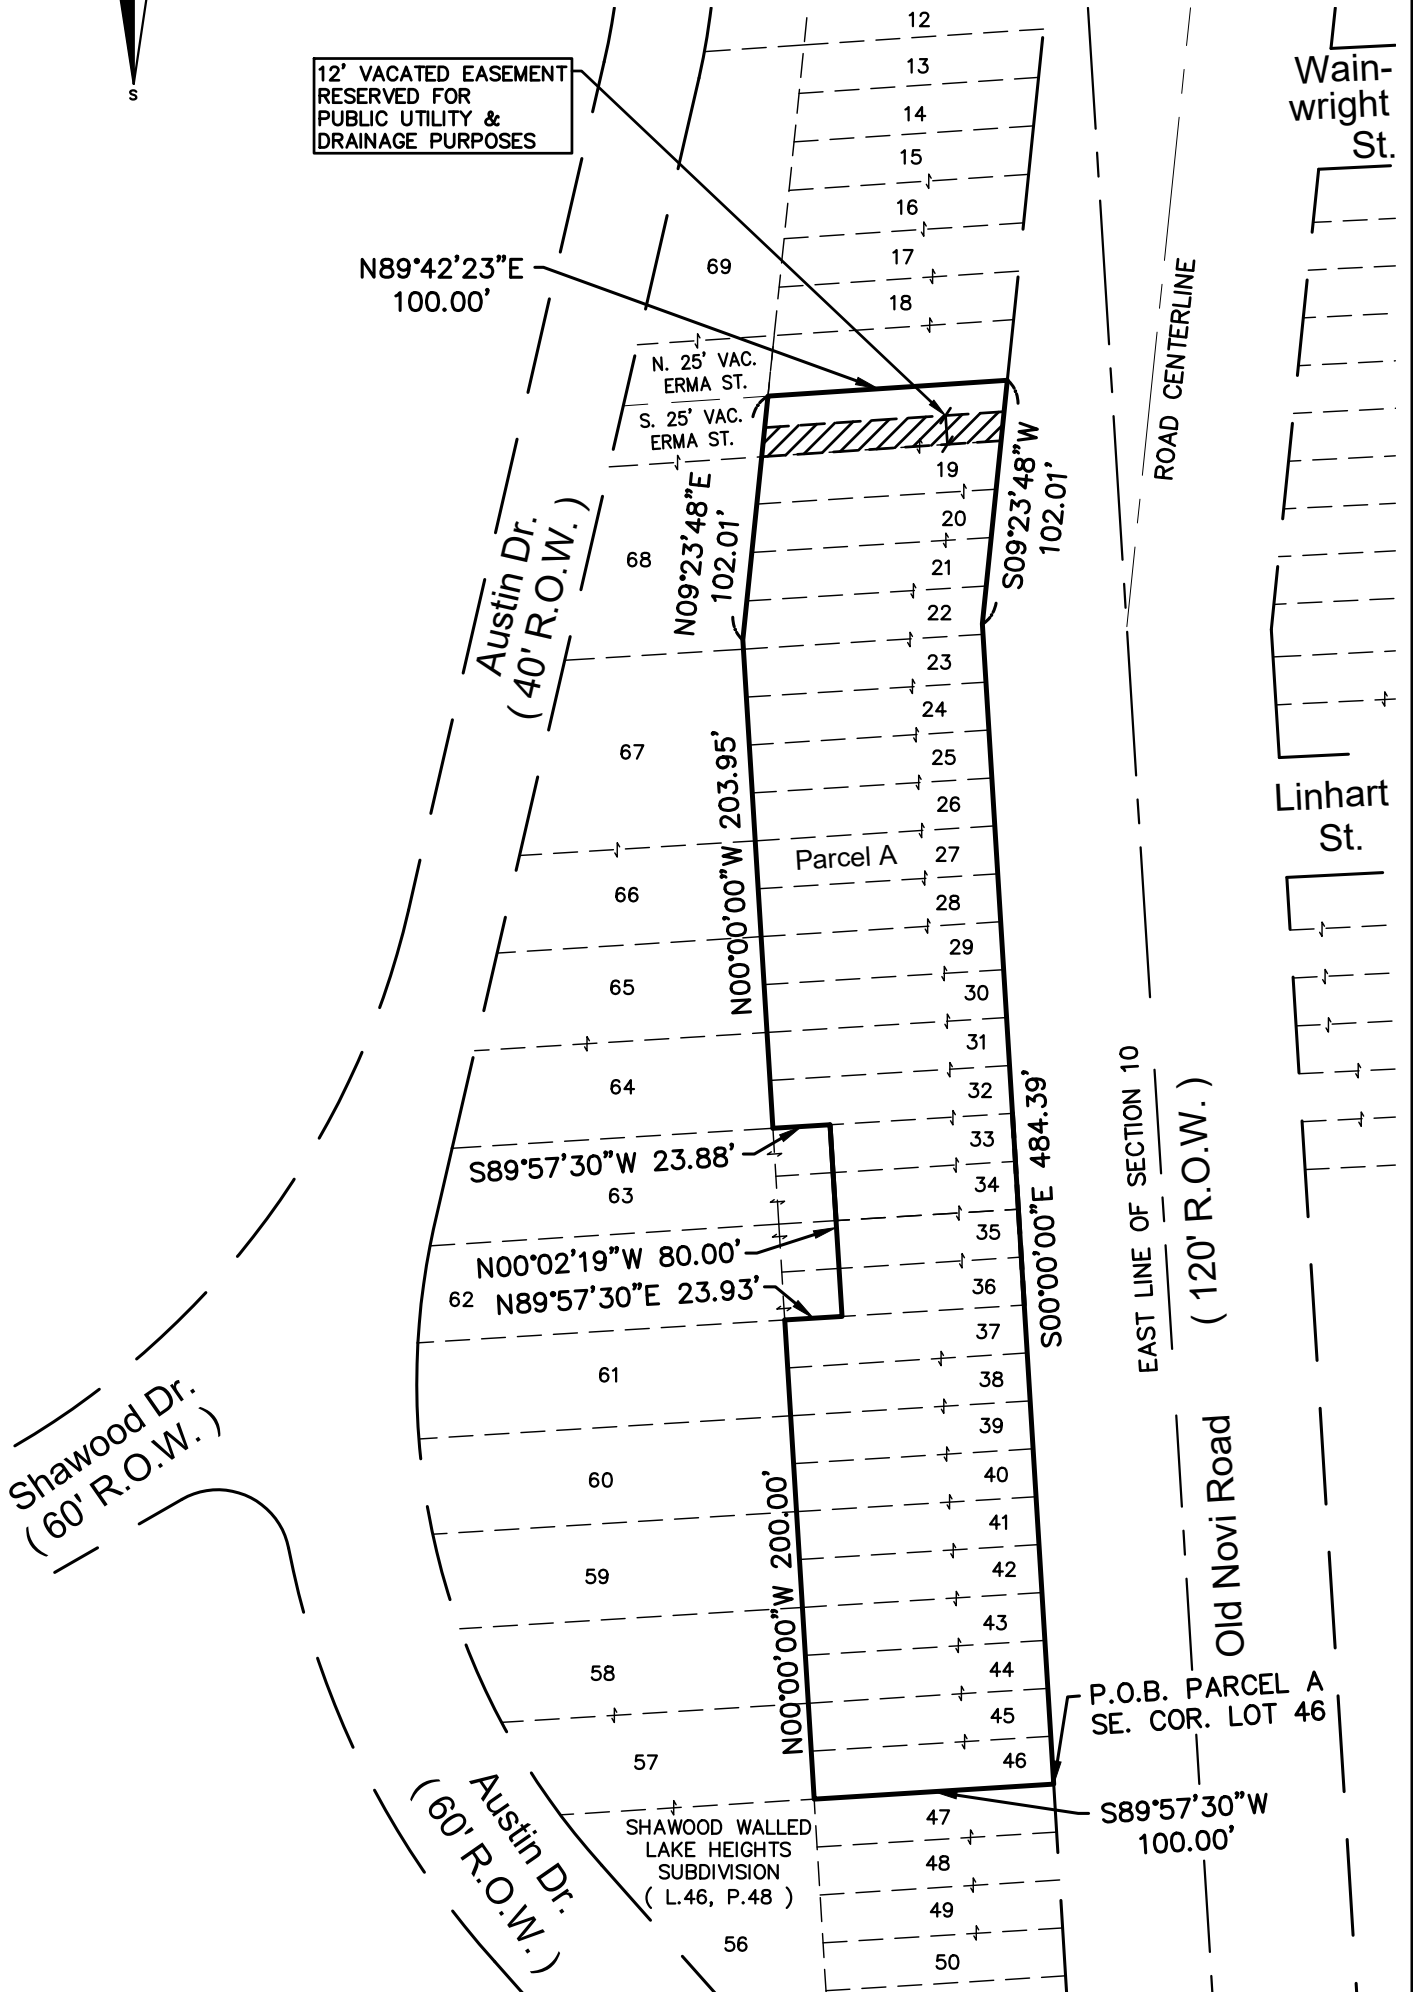 S
12' VACATED EASEMENT
RESERVED FOR
PUBLIC UTILITY &
DRAINAGE PURPOSES
12
13
14
15
16
17
18
69
Wain-
wright
St.
N89°42'23"E
100.00'
ROAD CENTERLINE
N. 25' VAC.
ERMA ST.
S. 25' VAC.
ERMA ST.
N09°23'48"E
102.01'
S09°23'48"W
102.01'
Austin Dr.
( 40' R.O.W. )
19
20
21
22
23
24
25
26
27
28
29
30
31
32
33
34
35
36
37
38
39
40
41
42
43
44
45
46
68
67
66
65
64
63
62
61
60
59
58
57
Parcel A
N00°00'00"W 203.95'
Linhart
St.
S89°57'30"W 23.88'
N00°02'19"W 80.00'
N89°57'30"E 23.93'
S00°00'00"E 484.39'
EAST LINE OF SECTION 10
( 120' R.O.W. )
Old Novi Road
Shawood Dr.
( 60' R.O.W. )
N00°00'00"W 200.00'
P.O.B. PARCEL A
SE. COR. LOT 46
S89°57'30"W
100.00'
Austin Dr.
( 60' R.O.W. )
SHAWOOD WALLED
LAKE HEIGHTS
SUBDIVISION
( L.46, P.48 )
47
48
49
50
56